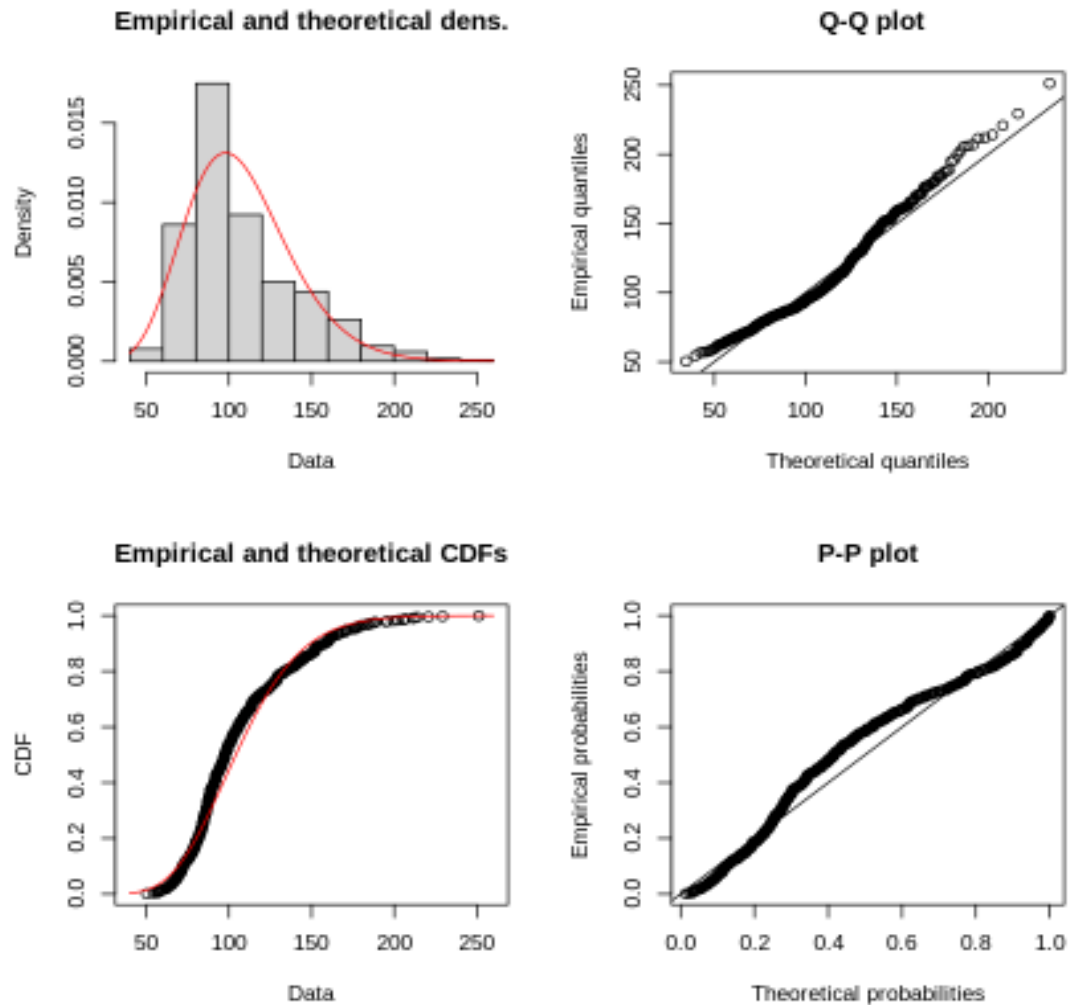 Empirical and theoretical dens.
Density
0.000 0.005 0.010 0.015
50 100 150 200 250
Data
Q-Q plot
Empirical quantiles
50 100 150 200 250
50 100 150 200
Theoretical quantiles
Empirical and theoretical CDFs
CDF
0.0 0.2 0.4 0.6 0.8 1.0
50 100 150 200 250
Data
P-P plot
Empirical probabilities
0.0 0.2 0.4 0.6 0.8 1.0
0.0 0.2 0.4 0.6 0.8 1.0
Theoretical probabilities